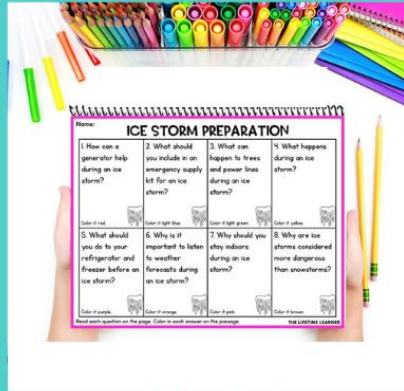 Name:
ICE STORM PREPARATION
1. How can a
generator help
during an ice
storm?
Color it red.
2. What should
you include in an
emergency supply
kit for an ice
storm?
Color it light blue.
3. What can
happen to trees
and power lines
during an ice
storm?
Color it light green.
4. What happens
during an ice
storm?
Color it yellow.
5. What should
you do to your
refrigerator and
freezer before an
ice storm?
Color it purple.
6. Why is it
important to listen
to weather
forecasts during
an ice storm?
Color it orange.
7. Why should you
stay indoors
during an ice
storm?
Color it pink.
8. Why are ice
storms considered
more dangerous
than snowstorms?
Color it brown.
Read each question on the page. Color in each answer on the passage.
THE LIFETIME LEARNER